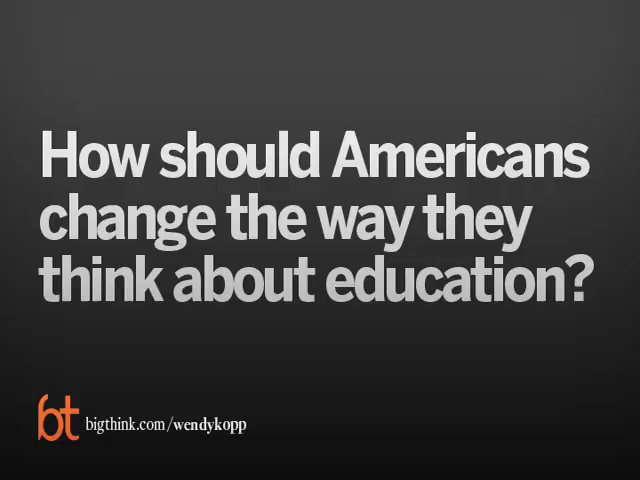 How should Americans
change the way they
think about education?
bt bigthink.com/wendykopp